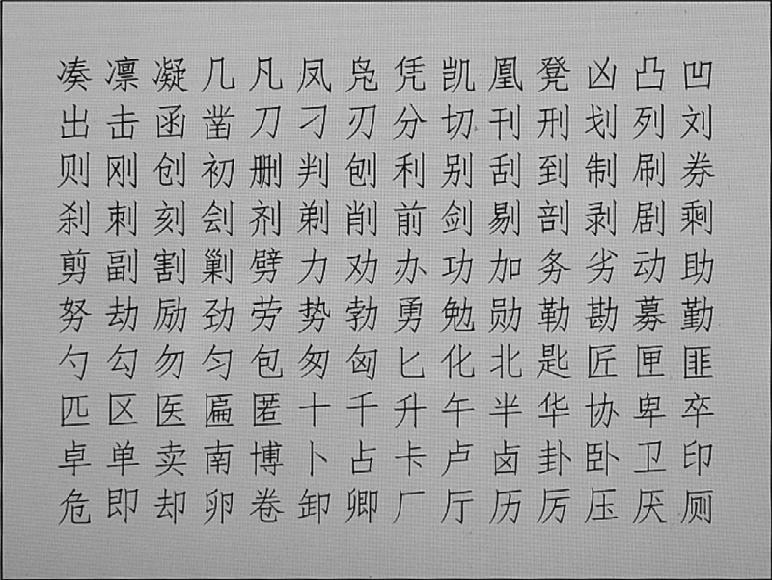 凑凛凝几凡凤凫凭凯凰凳凶凸凹
出击函凿刀刁刃分切刊刑划列刘
则刚创初删判刨利别刮到制刷券
刹刺刻刽剂剃削前剑剔剖剥剧剩
剪副割剿劈力劝办功加务劣动助
努劫励劲劳势勃勇勉勋勒勘募勤
勺勾勿匀包匆匈匕化北匙匠匣匪
匹区医匾匿十千升午半华协卑卒
卓单卖南博卜占卡卢卤卦卧卫印
危即却卵卷卸卿厂厅历厉压厌厕